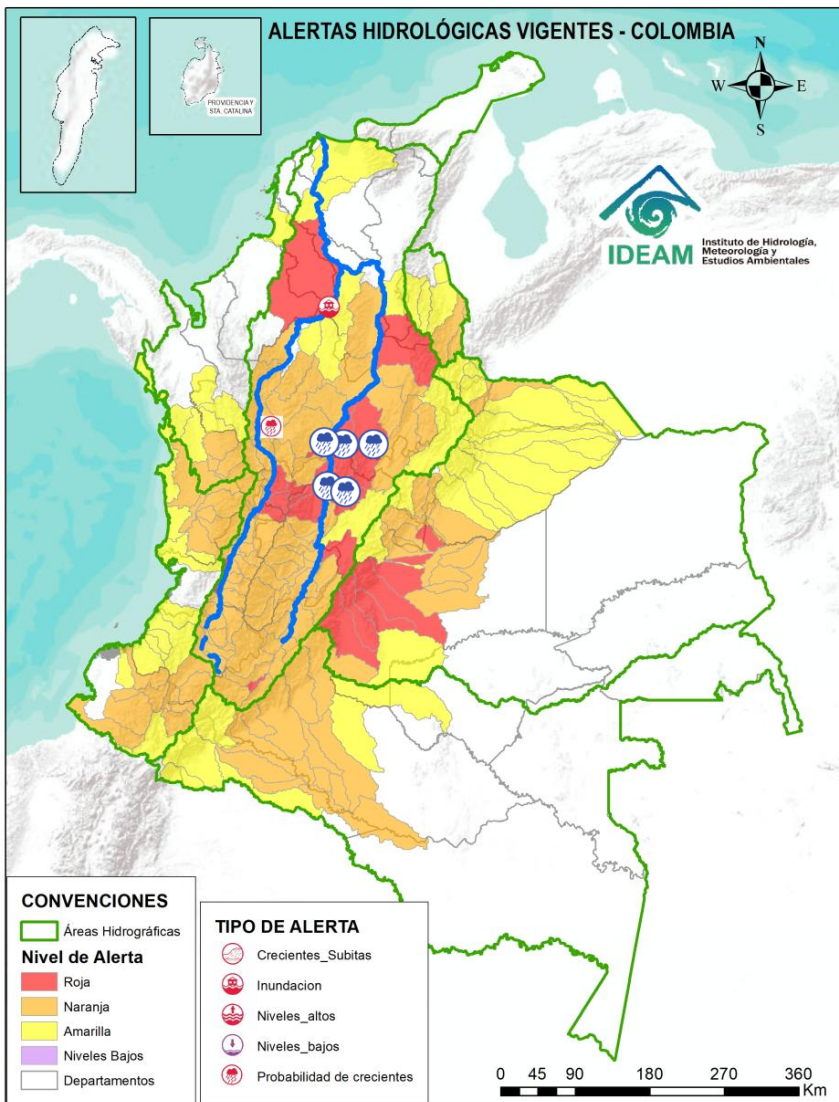 ALERTAS HIDROLÓGICAS VIGENTES - COLOMBIA
PROVIDENCIA Y
STA. CATALINA
N
W
E
S
IDEAM
Instituto de Hidrología,
Meteorología y
Estudios Ambientales
CONVENCIONES
Áreas Hidrográficas
Nivel de Alerta
Roja
Naranja
Amarilla
Niveles Bajos
Departamentos
TIPO DE ALERTA
Crecientes_Subitas
Inundacion
Niveles_altos
Niveles_bajos
Probabilidad de crecientes
0 45 90 180 270 360
Km